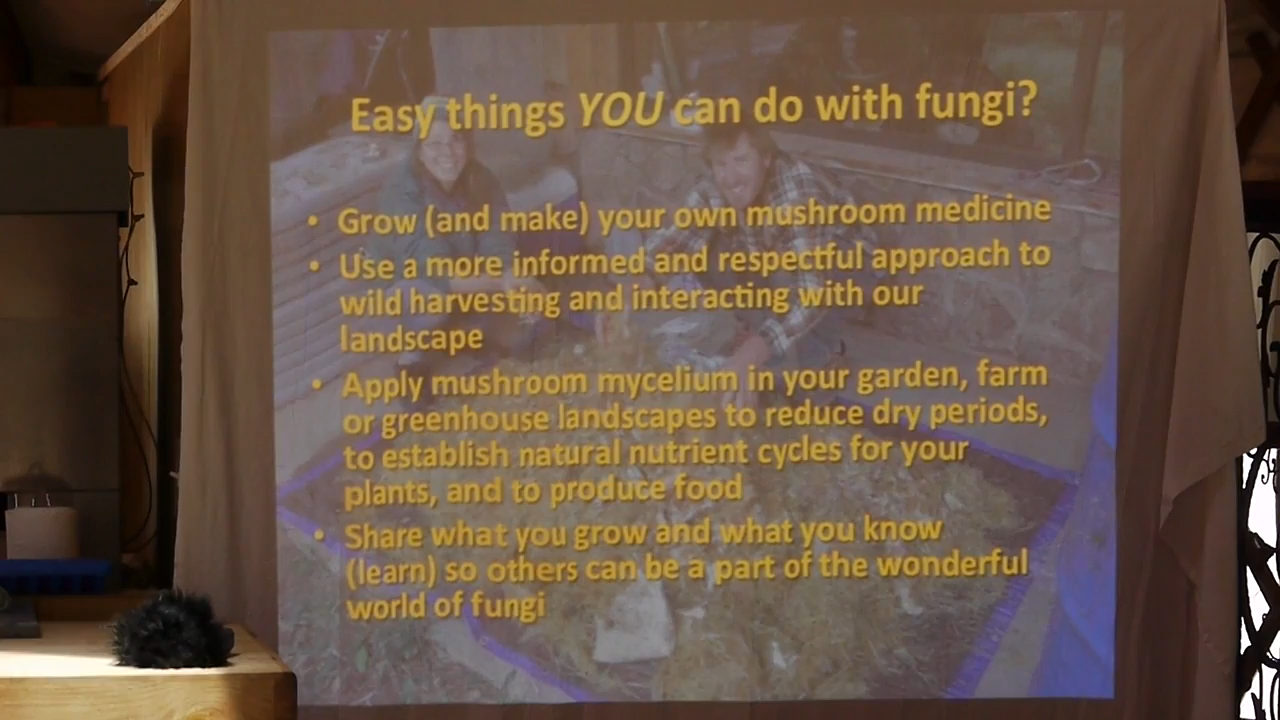 Easy things YOU can do with fungi?
• Grow (and make) your own mushroom medicine
• Use a more informed and respectful approach to
wild harvesting and interacting with our
landscape
• Apply mushroom mycelium in your garden, farm
or greenhouse landscapes to reduce dry periods,
to establish natural nutrient cycles for your
plants, and to produce food
• Share what you grow and what you know
(learn) so others can be a part of the wonderful
world of fungi